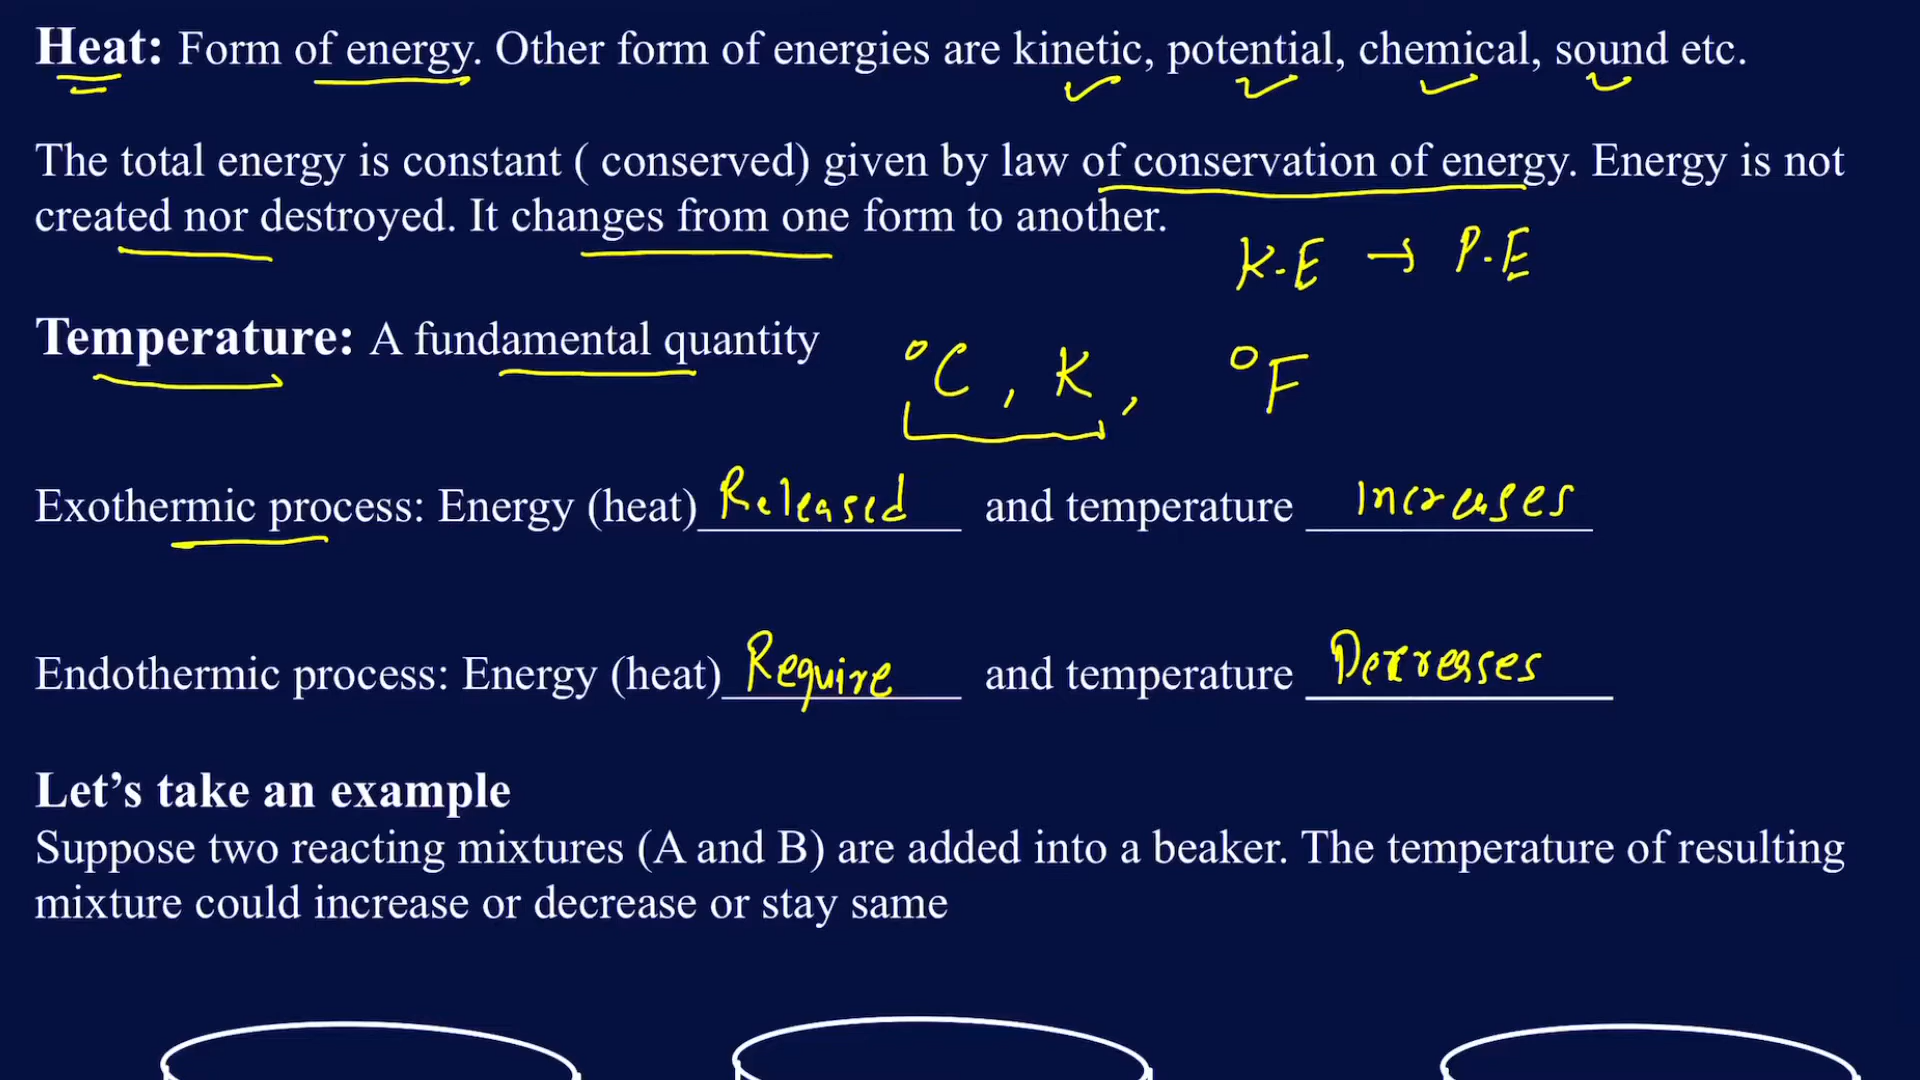 Heat: Form of energy. Other form of energies are kinetic, potential, chemical, sound etc.
The total energy is constant ( conserved) given by law of conservation of energy. Energy is not
created nor destroyed. It changes from one form to another.
K.E → P.E
Temperature: A fundamental quantity °C, K, °F
Exothermic process: Energy (heat) Released and temperature Increases
Endothermic process: Energy (heat) Require and temperature Decreases
Let's take an example
Suppose two reacting mixtures (A and B) are added into a beaker. The temperature of resulting
mixture could increase or decrease or stay same